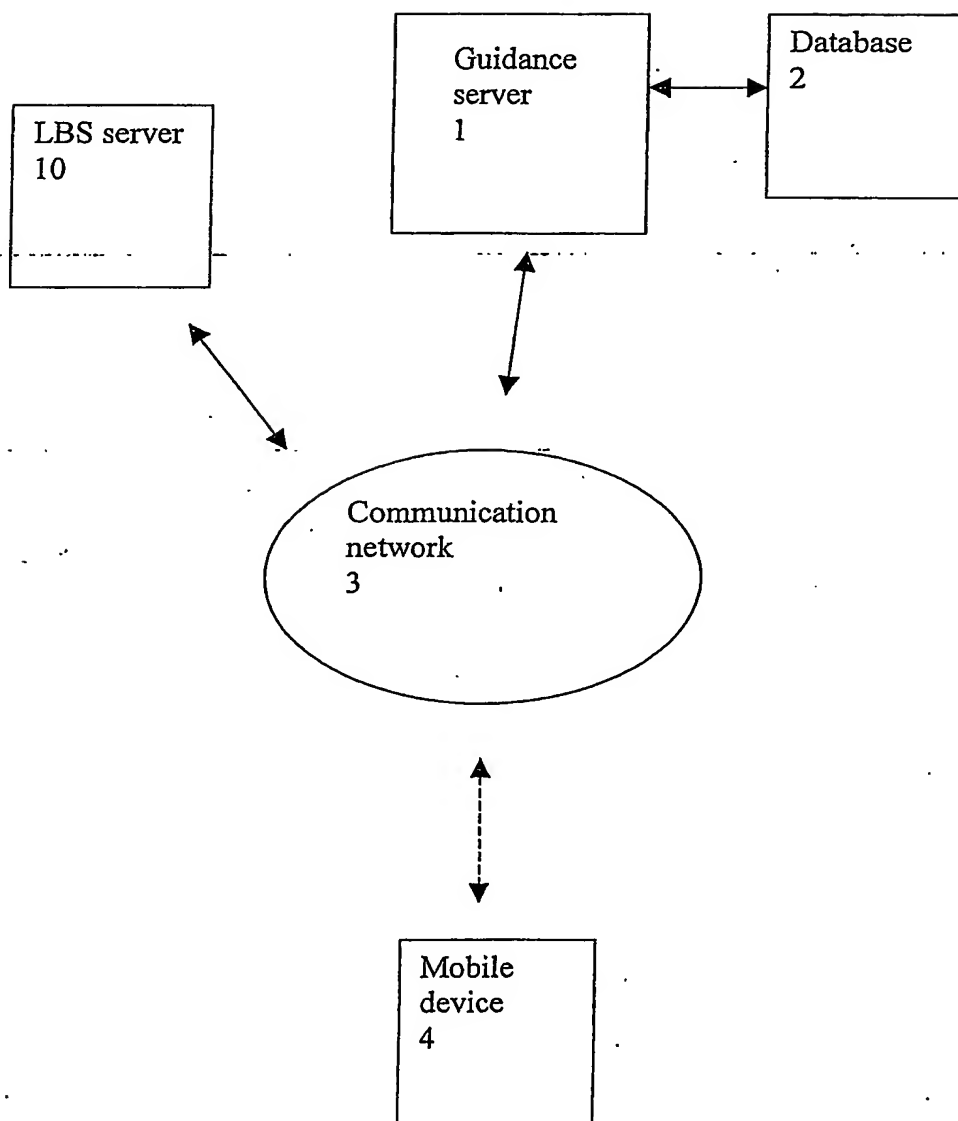 Guidance
server
1
Database
2
LBS server
10
Communication
network
3
Mobile
device
4